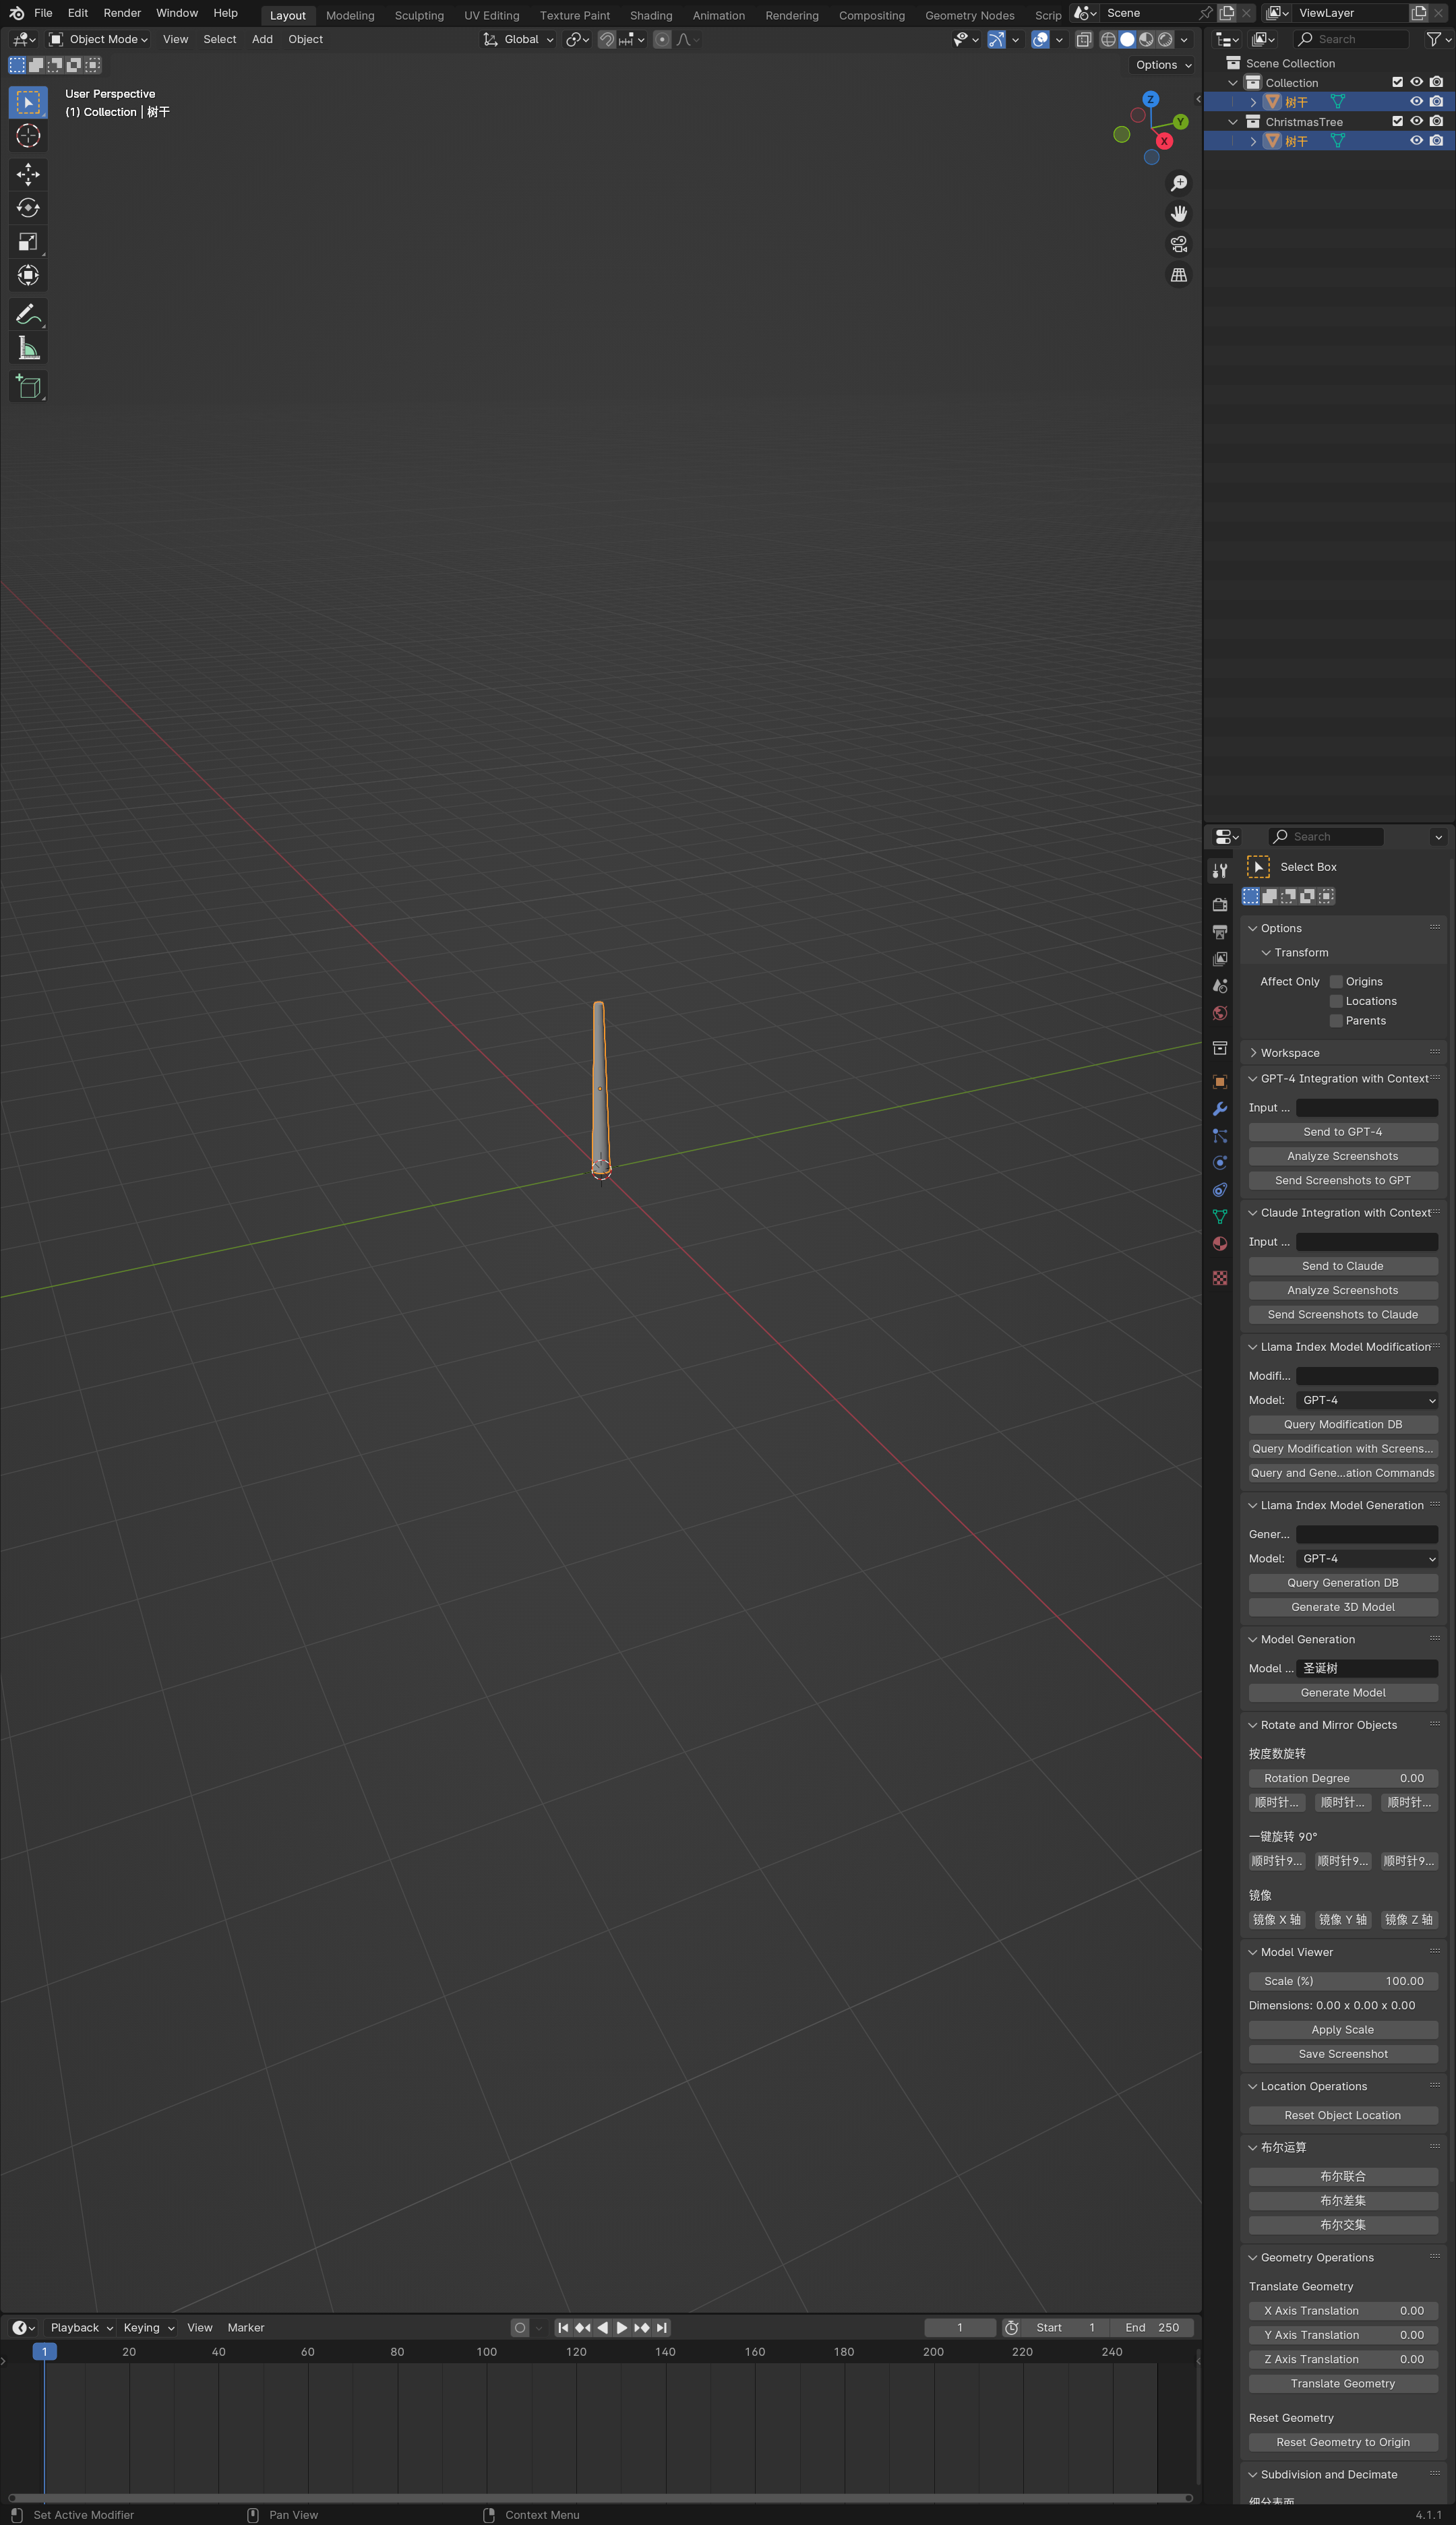 File Edit Render Window Help Layout Modeling Sculpting UV Editing Texture Paint Shading Animation Rendering Compositing Geometry Nodes Scrip Scene ViewLayer
Object Mode View Select Add Object Global Search
Options
User Perspective
(1) Collection | 树干
Z
Y
X
Scene Collection
Collection
树干
ChristmasTree
树干
Search
Select Box
Options
Transform
Affect Only Origins
Locations
Parents
Workspace
GPT-4 Integration with Context
Input ...
Send to GPT-4
Analyze Screenshots
Send Screenshots to GPT
Claude Integration with Context
Input ...
Send to Claude
Analyze Screenshots
Send Screenshots to Claude
Llama Index Model Modification
Modifi...
Model: GPT-4
Query Modification DB
Query Modification with Screens...
Query and Gene...ation Commands
Llama Index Model Generation
Gener...
Model: GPT-4
Query Generation DB
Generate 3D Model
Model Generation
Model ... 圣诞树
Generate Model
Rotate and Mirror Objects
按度数旋转
Rotation Degree 0.00
顺时针... 顺时针... 顺时针...
一键旋转 90°
顺时针9... 顺时针9... 顺时针9...
镜像
镜像 X 轴 镜像 Y 轴 镜像 Z 轴
Model Viewer
Scale (%) 100.00
Dimensions: 0.00 x 0.00 x 0.00
Apply Scale
Save Screenshot
Location Operations
Reset Object Location
布尔运算
布尔联合
布尔差集
布尔交集
Geometry Operations
Translate Geometry
X Axis Translation 0.00
Y Axis Translation 0.00
Z Axis Translation 0.00
Translate Geometry
Reset Geometry
Reset Geometry to Origin
Subdivision and Decimate
Playback Keying View Marker 1 Start 1 End 250
1 20 40 60 80 100 120 140 160 180 200 220 240
Set Active Modifier Pan View Context Menu 4.1.1